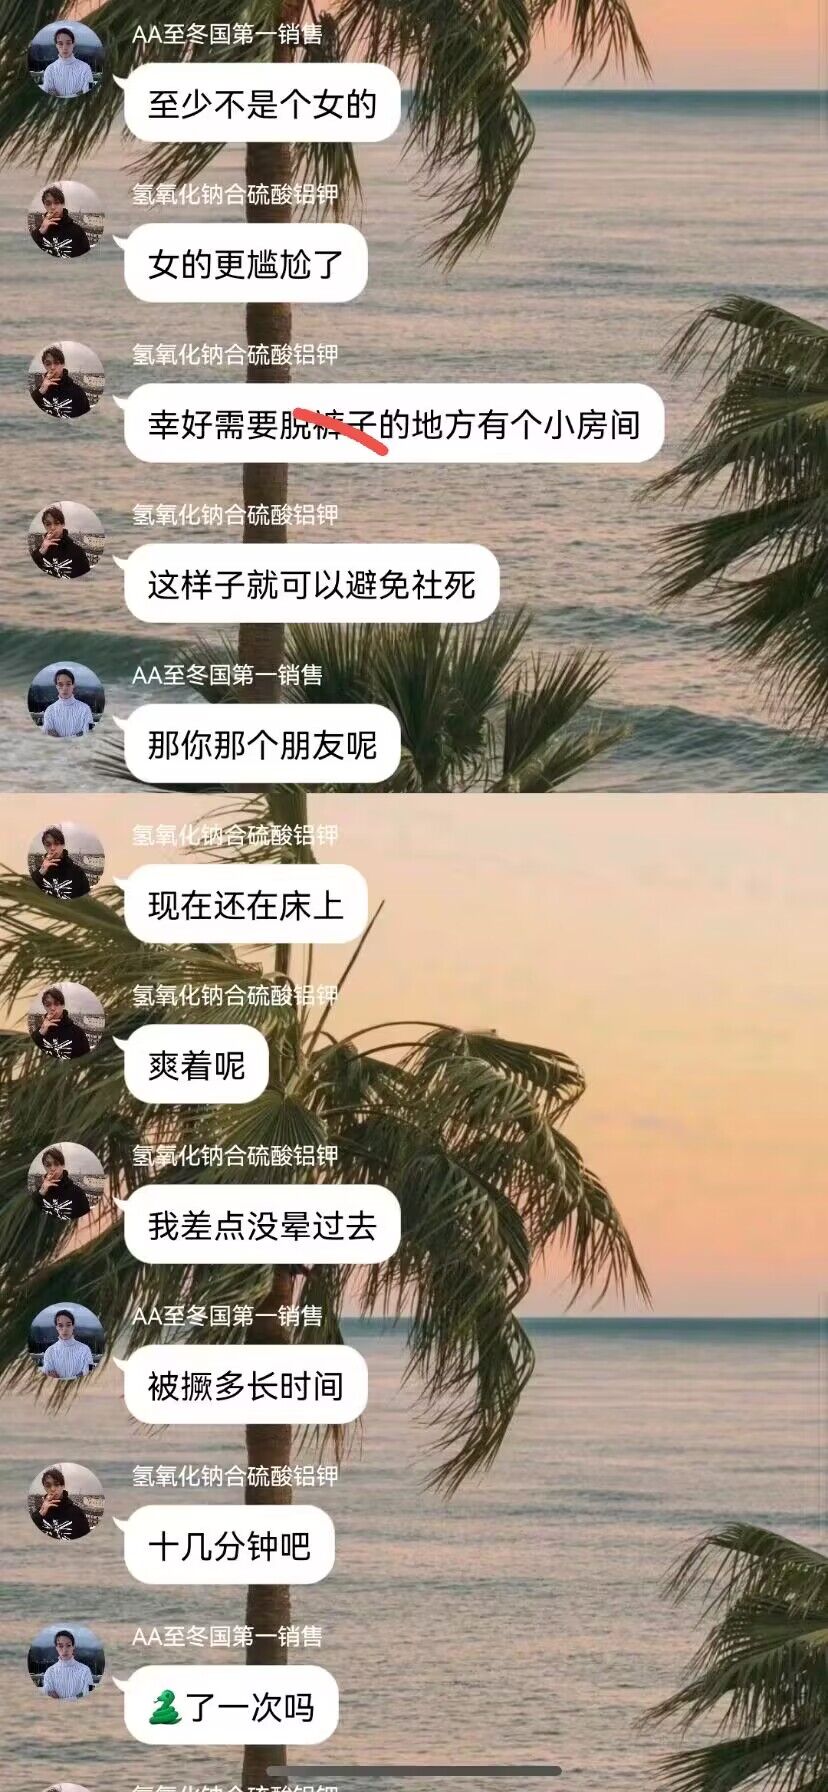 AA至冬国第一销售
至少不是个女的
氢氧化钠合硫酸铝钾
女的更尴尬了
氢氧化钠合硫酸铝钾
幸好需要脱裤子的地方有个小房间
氢氧化钠合硫酸铝钾
这样子就可以避免社死
AA至冬国第一销售
那你那个朋友呢
氢氧化钠合硫酸铝钾
现在还在床上
氢氧化钠合硫酸铝钾
爽着呢
氢氧化钠合硫酸铝钾
我差点没晕过去
AA至冬国第一销售
被撅多长时间
氢氧化钠合硫酸铝钾
十几分钟吧
AA至冬国第一销售
🐍了一次吗